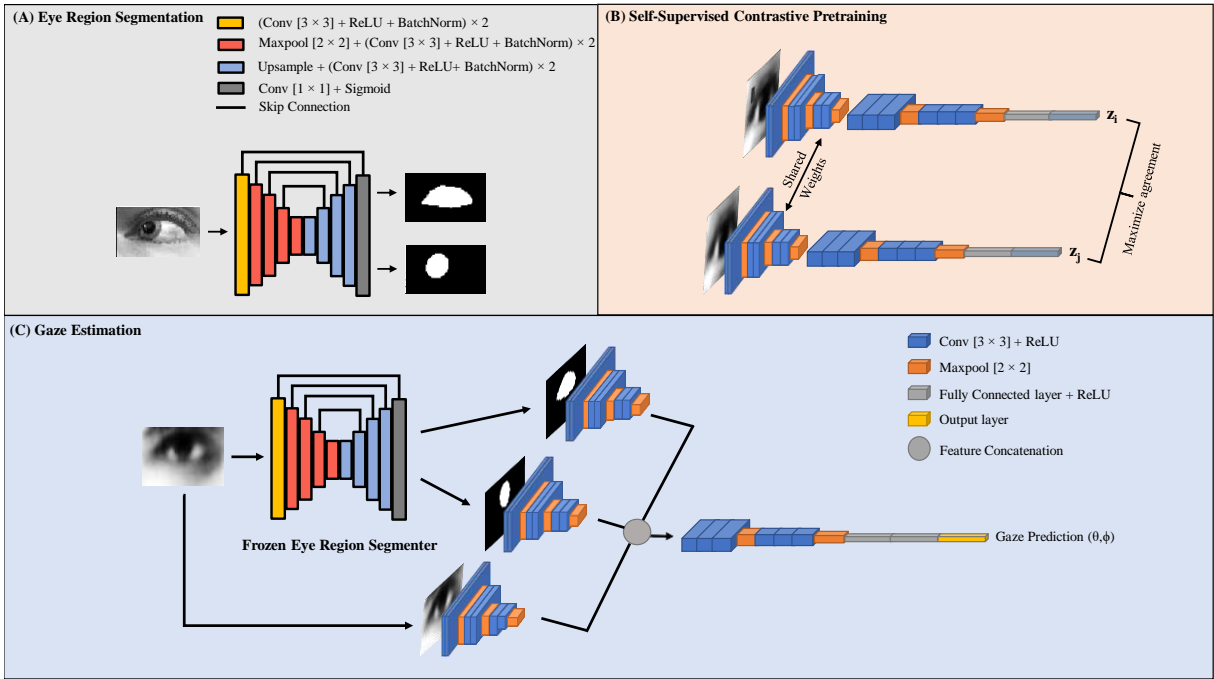 (A) Eye Region Segmentation
(Conv [3 × 3] + ReLU + BatchNorm) × 2
Maxpool [2 × 2] + (Conv [3 × 3] + ReLU + BatchNorm) × 2
Upsample + (Conv [3 × 3] + ReLU+ BatchNorm) × 2
Conv [1 × 1] + Sigmoid
Skip Connection
(B) Self-Supervised Contrastive Pretraining
Shared
Weights
z_i
z_j
Maximize agreement
(C) Gaze Estimation
Frozen Eye Region Segmenter
Conv [3 × 3] + ReLU
Maxpool [2 × 2]
Fully Connected layer + ReLU
Output layer
Feature Concatenation
Gaze Prediction (θ,ϕ)